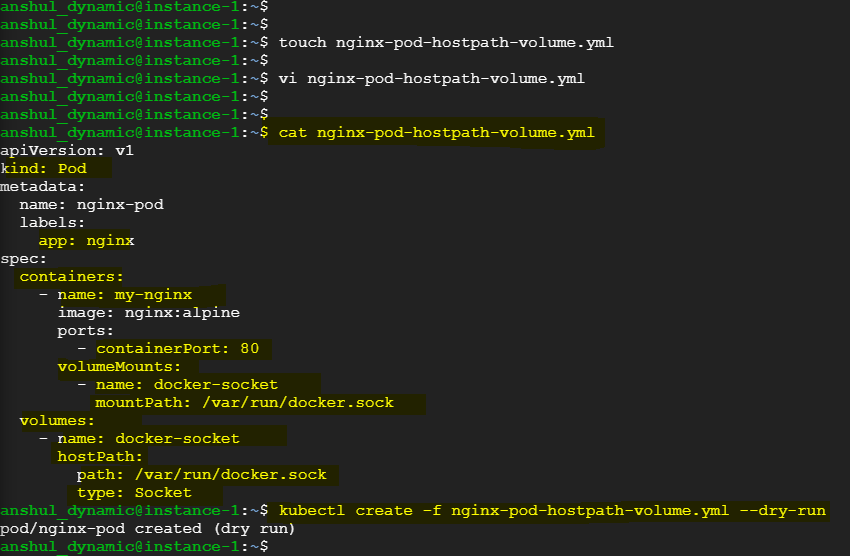 anshul_dynamic@instance-1:~$
anshul_dynamic@instance-1:~$
anshul_dynamic@instance-1:~$ touch nginx-pod-hostpath-volume.yml
anshul_dynamic@instance-1:~$
anshul_dynamic@instance-1:~$ vi nginx-pod-hostpath-volume.yml
anshul_dynamic@instance-1:~$
anshul_dynamic@instance-1:~$
anshul_dynamic@instance-1:~$ cat nginx-pod-hostpath-volume.yml
apiVersion: v1
kind: Pod
metadata:
  name: nginx-pod
  labels:
    app: nginx
spec:
  containers:
    - name: my-nginx
      image: nginx:alpine
      ports:
        - containerPort: 80
      volumeMounts:
        - name: docker-socket
          mountPath: /var/run/docker.sock
  volumes:
    - name: docker-socket
      hostPath:
        path: /var/run/docker.sock
        type: Socket
anshul_dynamic@instance-1:~$ kubectl create -f nginx-pod-hostpath-volume.yml --dry-run
pod/nginx-pod created (dry run)
anshul_dynamic@instance-1:~$